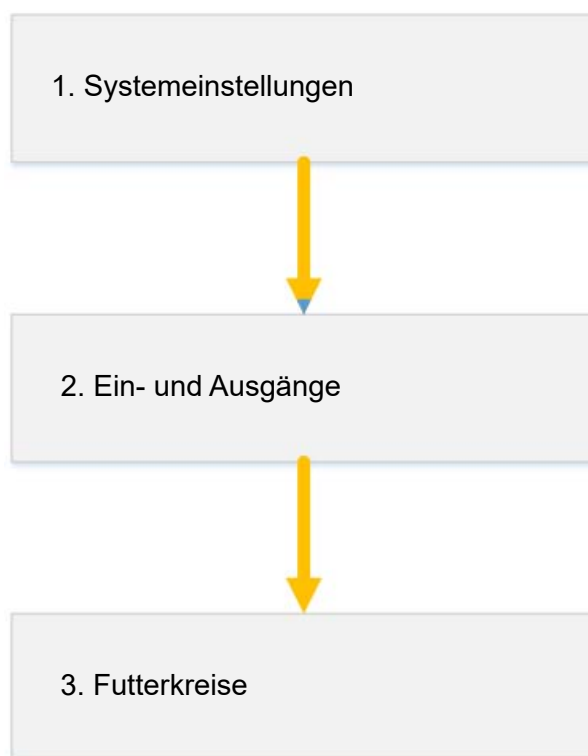 1. Systemeinstellungen
2. Ein- und Ausgänge
3. Futterkreise